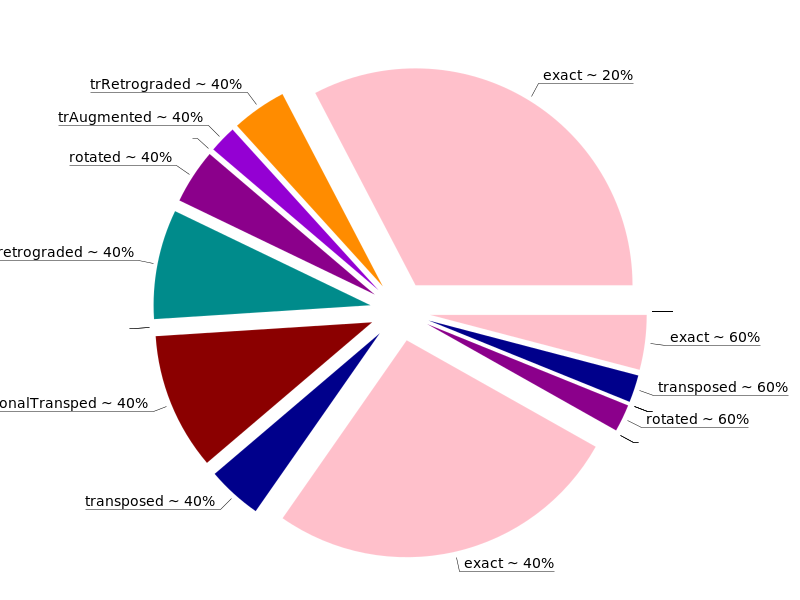 exact ~ 20%
trRetrograded ~ 40%
trAugmented ~ 40%
rotated ~ 40%
retrograded ~ 40%
exact ~ 60%
transposed ~ 60%
onalTransped ~ 40%
rotated ~ 60%
transposed ~ 40%
exact ~ 40%